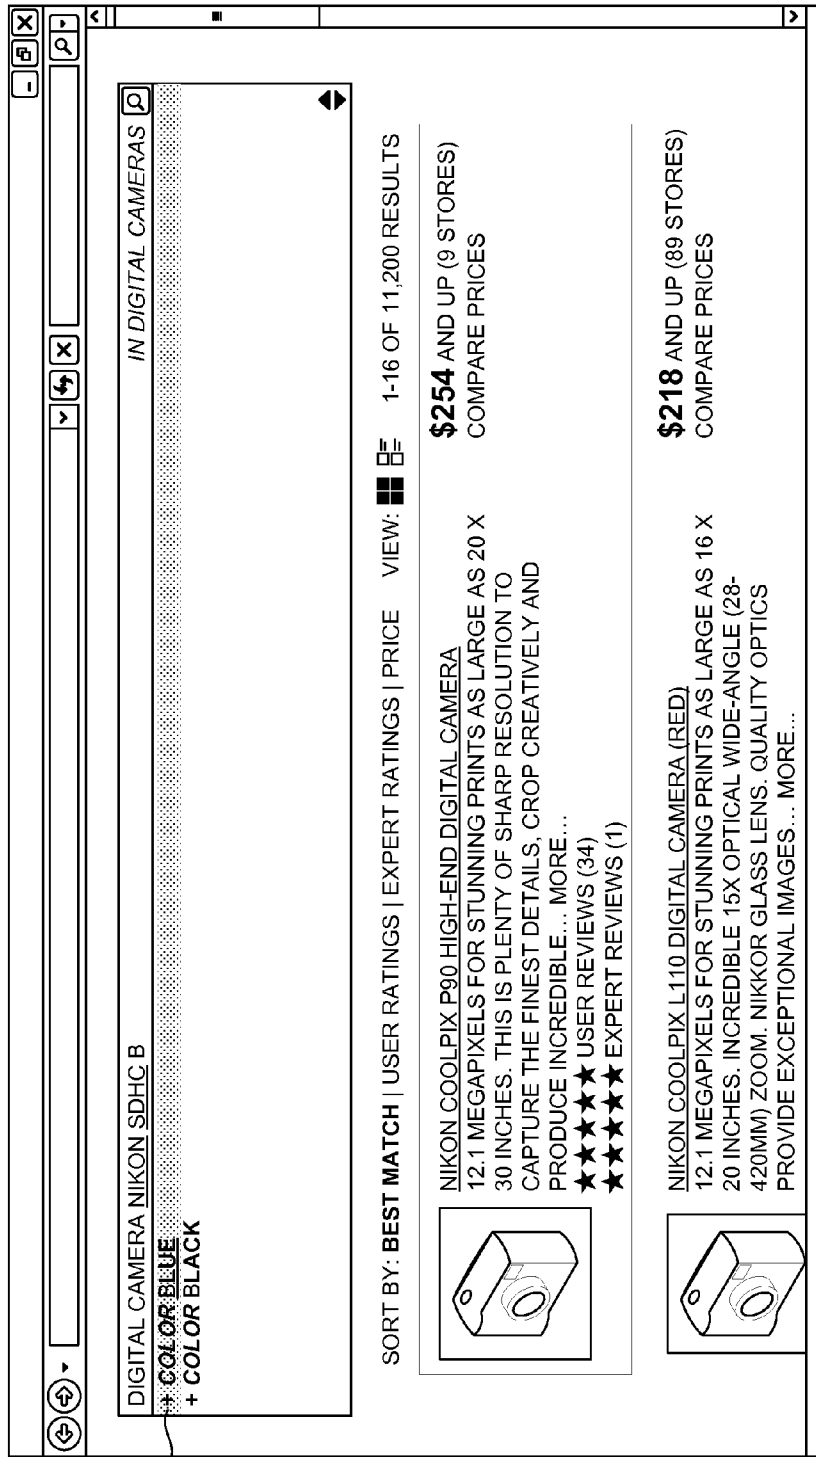 DIGITAL CAMERA NIKON SDHC B IN DIGITAL CAMERAS
+ COLOR BLUE
+ COLOR BLACK
SORT BY: BEST MATCH | USER RATINGS | EXPERT RATINGS | PRICE VIEW: 1-16 OF 11,200 RESULTS
NIKON COOLPIX P90 HIGH-END DIGITAL CAMERA
12.1 MEGAPIXELS FOR STUNNING PRINTS AS LARGE AS 20 X
30 INCHES. THIS IS PLENTY OF SHARP RESOLUTION TO
CAPTURE THE FINEST DETAILS, CROP CREATIVELY AND
PRODUCE INCREDIBLE... MORE...
USER REVIEWS (34)
EXPERT REVIEWS (1)
$254 AND UP (9 STORES)
COMPARE PRICES
NIKON COOLPIX L110 DIGITAL CAMERA (RED)
12.1 MEGAPIXELS FOR STUNNING PRINTS AS LARGE AS 16 X
20 INCHES. INCREDIBLE 15X OPTICAL WIDE-ANGLE (28-
420MM) ZOOM. NIKKOR GLASS LENS. QUALITY OPTICS
PROVIDE EXCEPTIONAL IMAGES... MORE...
$218 AND UP (89 STORES)
COMPARE PRICES